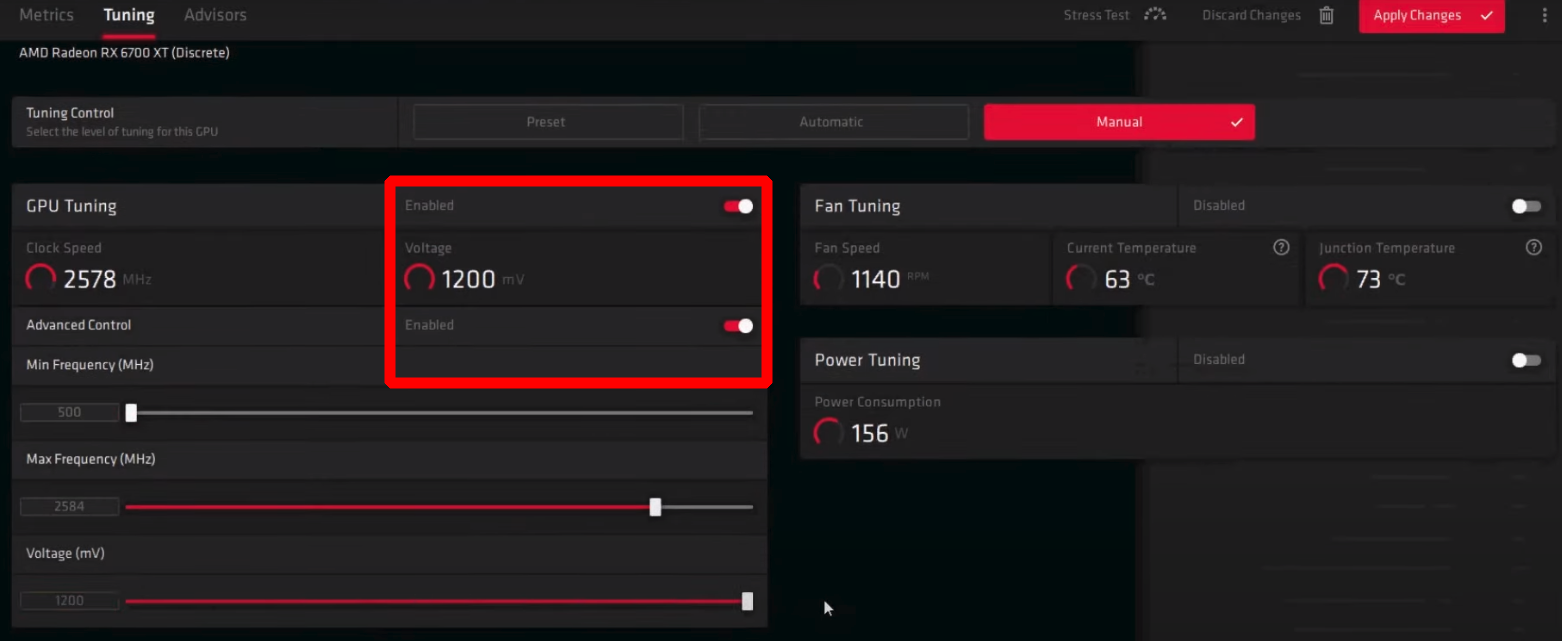 Metrics Tuning Advisors Stress Test Discard Changes Apply Changes
AMD Radeon RX 6700 XT (Discrete)
Tuning Control
Select the level of tuning for this GPU
Preset Automatic Manual
GPU Tuning Enabled
Clock Speed Voltage
2578 MHz 1200 mV
Advanced Control Enabled
Min Frequency (MHz)
500
Max Frequency (MHz)
2584
Voltage (mV)
1200
Fan Tuning Disabled
Fan Speed Current Temperature ? Junction Temperature ?
1140 RPM 63 °C 73 °C
Power Tuning Disabled
Power Consumption
156 W